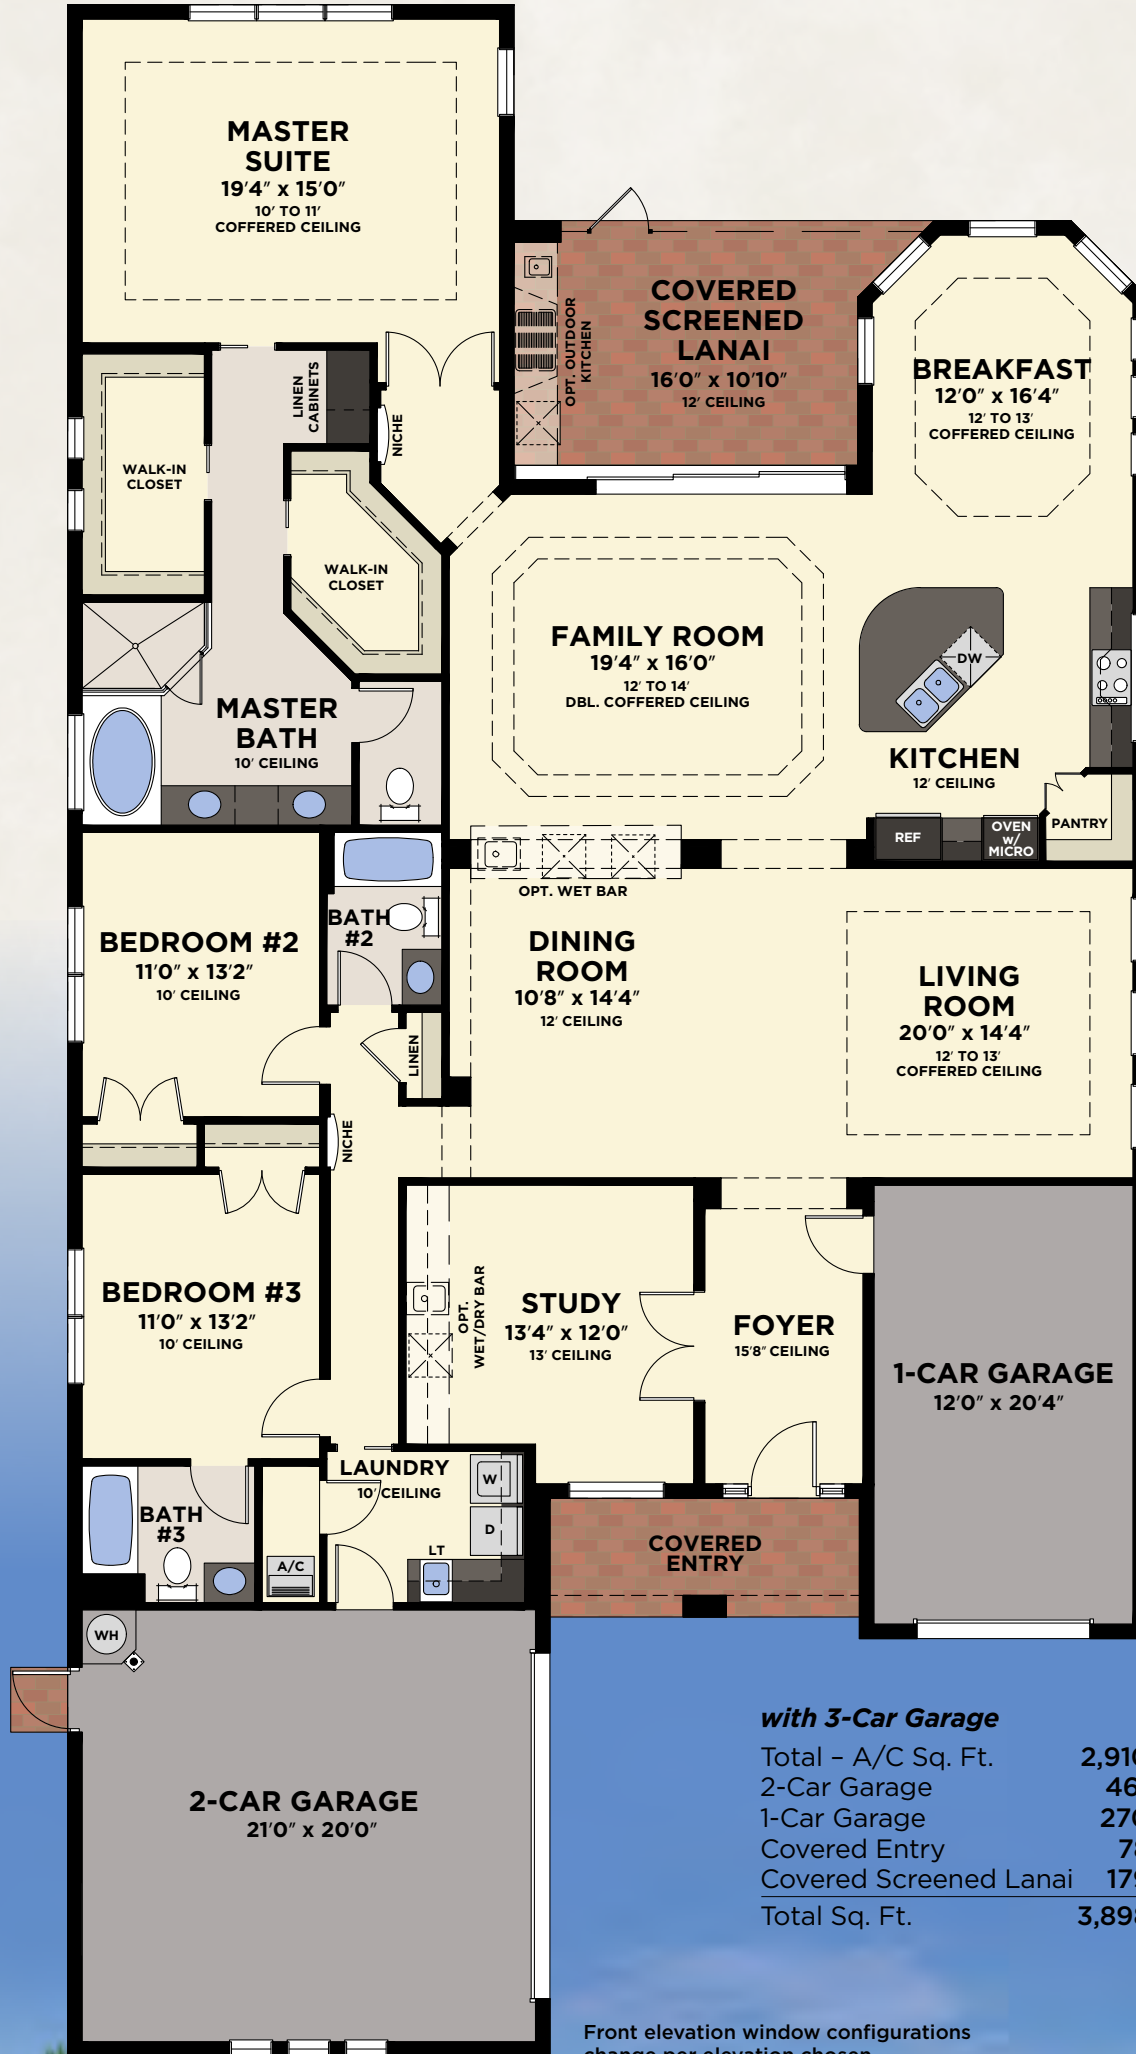 MASTER
SUITE
19'4" x 15'0"
10' TO 11'
COFFERED CEILING
COVERED
SCREENED
LANAI
16'0" x 10'10"
12' CEILING
OPT. OUTDOOR
KITCHEN
BREAKFAST
12'0" x 16'4"
12' TO 13'
COFFERED CEILING
LINEN
CABINETS
NICHE
WALK-IN
CLOSET
WALK-IN
CLOSET
FAMILY ROOM
19'4" x 16'0"
12' TO 14'
DBL. COFFERED CEILING
DW
MASTER
BATH
10' CEILING
KITCHEN
12' CEILING
PANTRY
REF
OVEN
w/
MICRO
OPT. WET BAR
BATH
#2
BEDROOM #2
11'0" x 13'2"
10' CEILING
DINING
ROOM
10'8" x 14'4"
12' CEILING
LIVING
ROOM
20'0" x 14'4"
12' TO 13'
COFFERED CEILING
LINEN
NICHE
BEDROOM #3
11'0" x 13'2"
10' CEILING
OPT.
WET/DRY BAR
STUDY
13'4" x 12'0"
13' CEILING
FOYER
15'8" CEILING
1-CAR GARAGE
12'0" x 20'4"
LAUNDRY
10' CEILING
W
D
LT
BATH
#3
A/C
COVERED
ENTRY
WH
2-CAR GARAGE
21'0" x 20'0"
with 3-Car Garage
Total – A/C Sq. Ft.
2-Car Garage
1-Car Garage
Covered Entry
Covered Screened Lanai
Total Sq. Ft.
Front elevation window configurations
change per elevation chosen